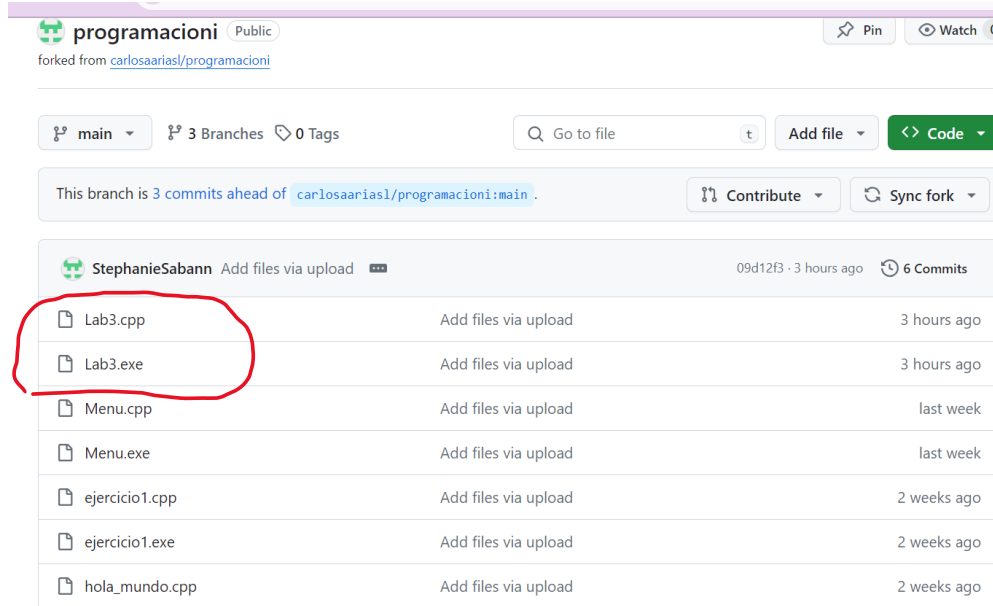 programacioni Public Pin Watch
forked from carlosaariasl/programacioni
main 3 Branches 0 Tags Go to file t Add file Code
This branch is 3 commits ahead of carlosaariasl/programacioni:main . Contribute Sync fork
StephanieSabann Add files via upload 09d12f3 · 3 hours ago 6 Commits
Lab3.cpp Add files via upload 3 hours ago
Lab3.exe Add files via upload 3 hours ago
Menu.cpp Add files via upload last week
Menu.exe Add files via upload last week
ejercicio1.cpp Add files via upload 2 weeks ago
ejercicio1.exe Add files via upload 2 weeks ago
hola_mundo.cpp Add files via upload 2 weeks ago